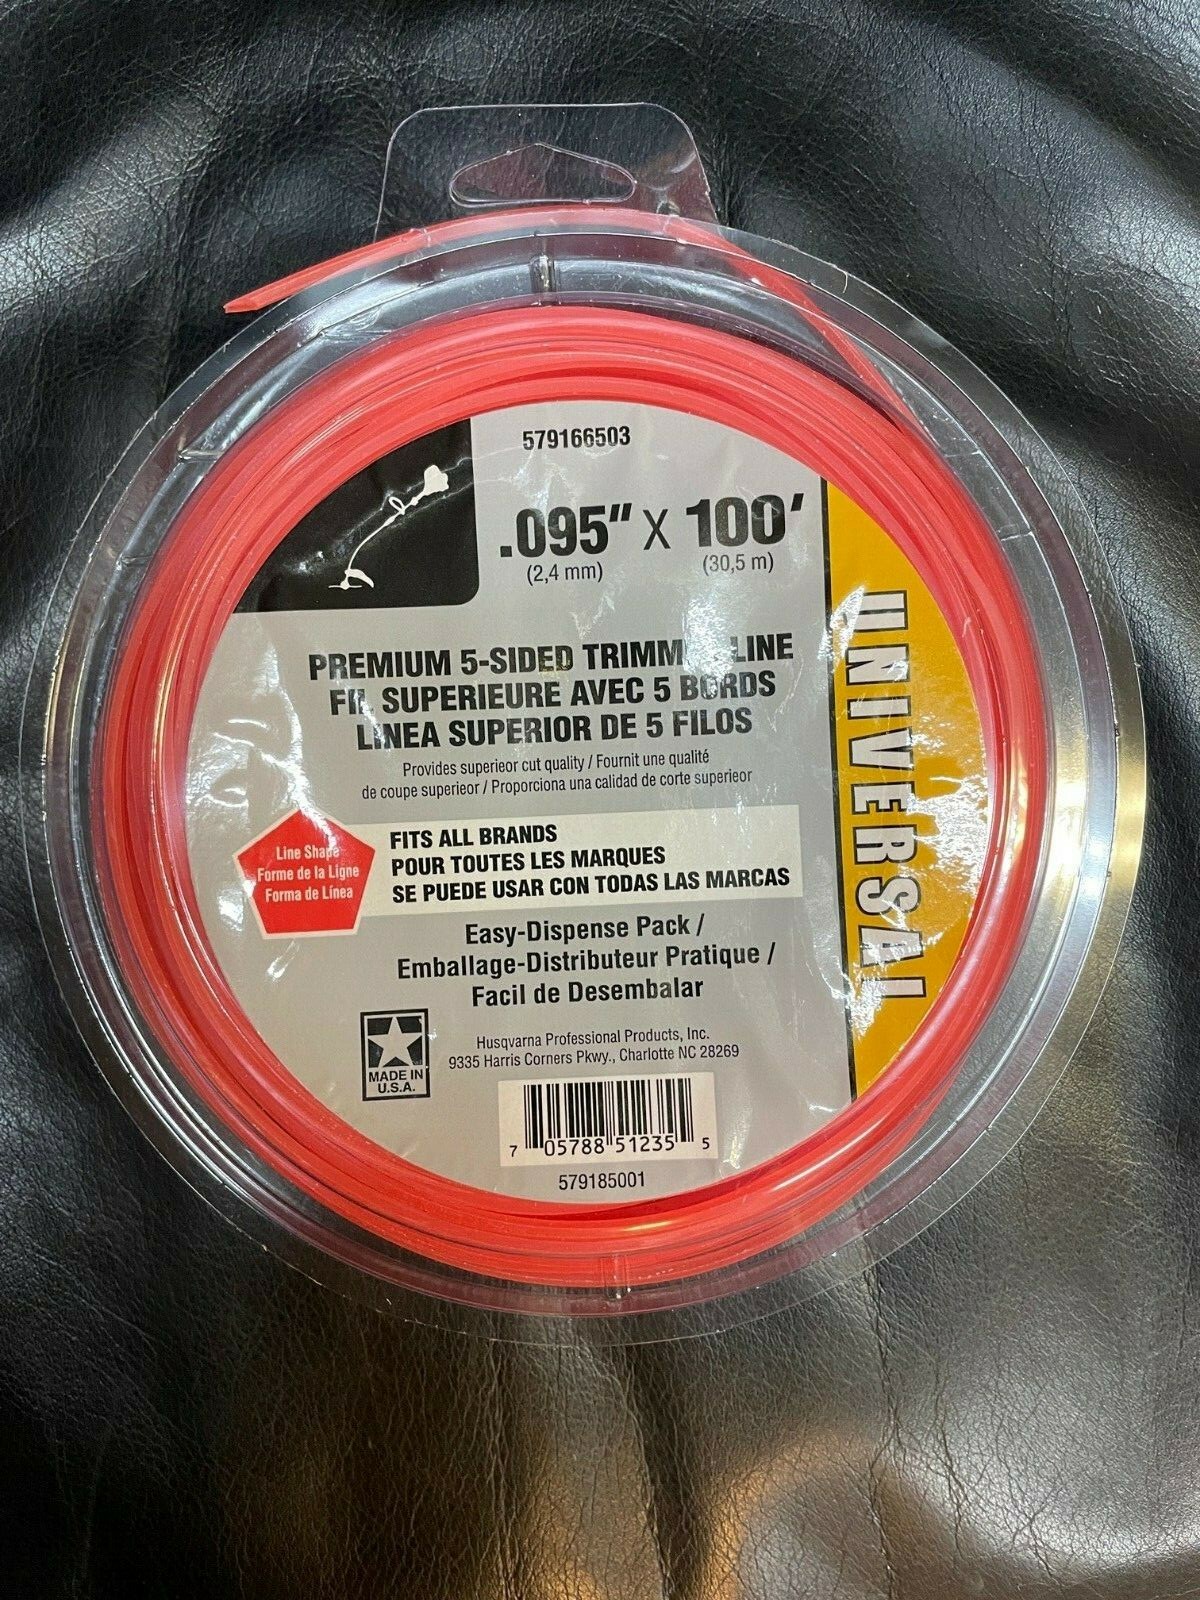 579166503
.095" X 100'
(2,4 mm) (30,5 m)
UNIVERSAL
PREMIUM 5-SIDED TRIMMER LINE
FIL SUPERIEURE AVEC 5 BORDS
LINEA SUPERIOR DE 5 FILOS
Provides superieor cut quality / Fournit une qualité
de coupe superieor / Proporciona una calidad de corte superieor
Line Shape
Forme de la Ligne
Forma de Línea
FITS ALL BRANDS
POUR TOUTES LES MARQUES
SE PUEDE USAR CON TODAS LAS MARCAS
Easy-Dispense Pack /
Emballage-Distributeur Pratique /
Facil de Desembalar
MADE IN
U.S.A.
Husqvarna Professional Products, Inc.
9335 Harris Corners Pkwy., Charlotte NC 28269
7 05788 51235 5
579185001